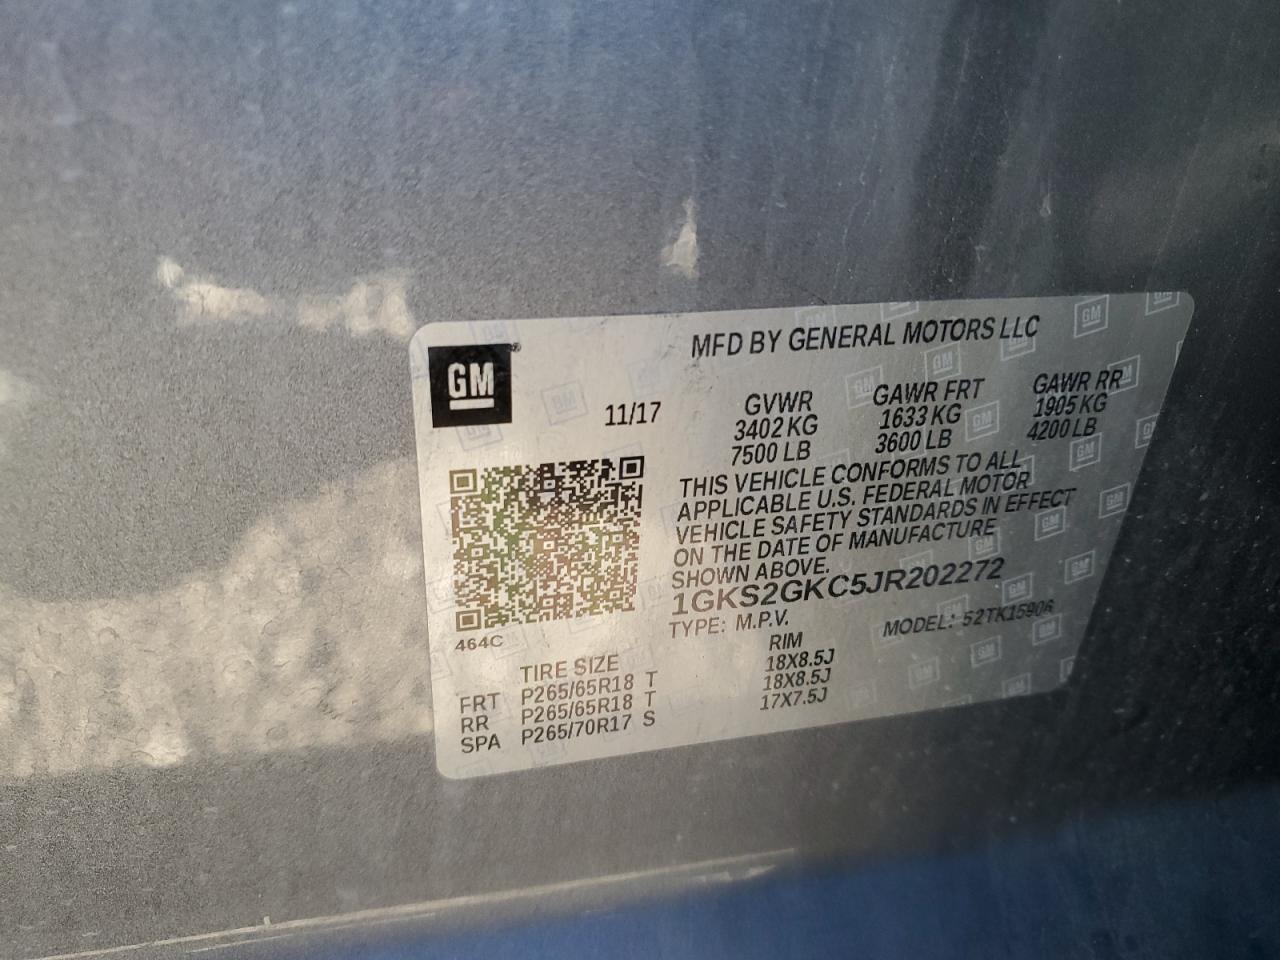 GM
MFD BY GENERAL MOTORS LLC
11/17
GVWR GAWR FRT GAWR RR
3402 KG 1633 KG 1905 KG
7500 LB 3600 LB 4200 LB
THIS VEHICLE CONFORMS TO ALL
APPLICABLE U.S. FEDERAL MOTOR
VEHICLE SAFETY STANDARDS IN EFFECT
ON THE DATE OF MANUFACTURE
SHOWN ABOVE.
1GKS2GKC5JR202272
TYPE: M.P.V. MODEL: 52TK15906
464C
TIRE SIZE RIM
FRT P265/65R18 T 18X8.5J
RR P265/65R18 T 18X8.5J
SPA P265/70R17 S 17X7.5J